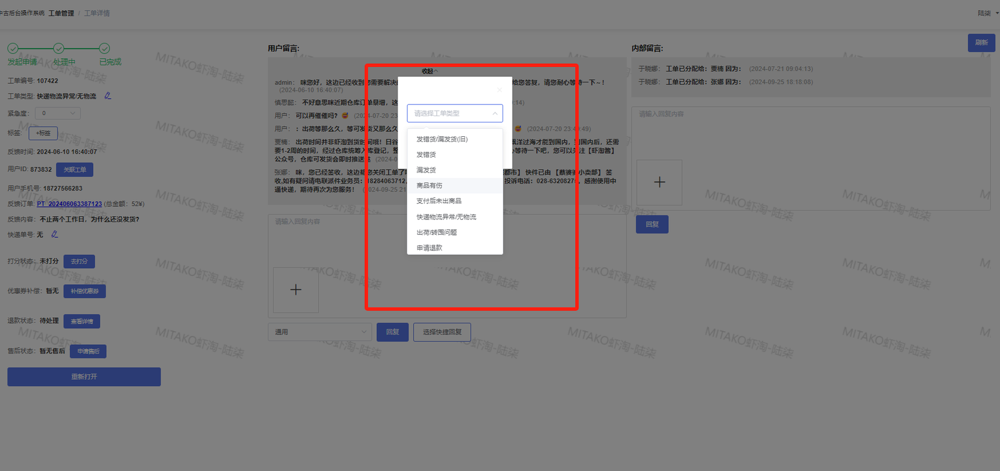 中古后台操作系统 工单管理 / 工单详情
陆柒
刷新
发起申请 处理中 已完成
工单编号: 107422
工单类型: 快递物流异常/无物流
紧急度: 0
标签: +标签
反馈时间: 2024-06-10 16:40:07
用户ID: 873832 关联工单
用户手机号: 18727566283
反馈订单: PT_202406063387123 (总金额: 52¥)
反馈内容: 不止两个工作日，为什么还没发货?
快递单号: 无
打分状态: 未打分 去打分
优惠券补偿: 暂无 补偿优惠券
退款状态: 待处理 查看详情
售后状态: 暂无售后 申请售后
重新打开
用户留言:
收起
admin: 咪您好，这边已经收到 需要解决 给您答复，请您耐心等待一下~!
(2024-06-10 16:40:07)
慎思懿: 不好意思咪近期仓库订单暴增，这 :14)
用户: 可以再催催吗? (2024-07-20 23
用户: : 出荷等那么久，等可发货又那么久 (2024-07-20 23:49:49)
贾楠: 出荷时间并非虾淘到货时间哦! 日谷 飘洋过海才能到国内，到国内后，还需
要1-2周的时间，经过仓库统筹入库登记，整 心等待一下吧，您可以关注【虾淘酱】
公众号，仓库可发货会即时推送哒 (2024-0
张娜: 咪，您已经签收，这边帮您关闭工单了 都市】 快件已由 【蔡婆婆小卖部】 签
收,如有疑问请电联派件业务员: 18284063712, 投诉电话: 028-6320827 ，感谢使用中
通快递，期待再次为您服务! (2024-09-25 21
请选择工单类型
发错货/漏发货(旧)
发错货
漏发货
商品有伤
支付后未出商品
快递物流异常/无物流
出荷/转囤问题
申请退款
请输入回复内容
通用 回复 选择快捷回复
内部留言:
于晓娜: 工单已分配给: 贾楠 因为: (2024-07-21 09:04:13)
于晓娜: 工单已分配给: 张娜 因为: (2024-09-25 18:18:08)
请输入回复内容
回复
MITAKO虾淘-陆柒